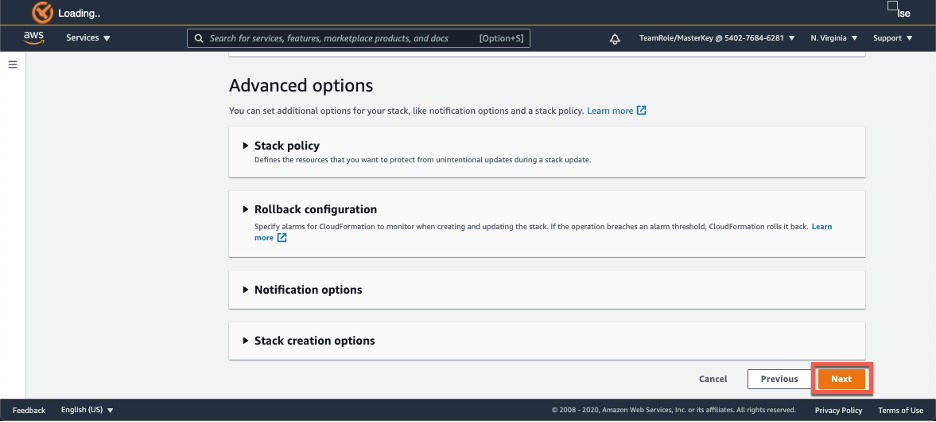 Loading..
lse
aws
Services
Search for services, features, marketplace products, and docs
[Option+S]
TeamRole/MasterKey @ 5402-7684-6281
N. Virginia
Support
Advanced options
You can set additional options for your stack, like notification options and a stack policy. Learn more
Stack policy
Defines the resources that you want to protect from unintentional updates during a stack update.
Rollback configuration
Specify alarms for CloudFormation to monitor when creating and updating the stack. If the operation breaches an alarm threshold, CloudFormation rolls it back. Learn
more
Notification options
Stack creation options
Cancel
Previous
Next
Feedback
English (US)
© 2008 - 2020, Amazon Web Services, Inc. or its affiliates. All rights reserved.
Privacy Policy
Terms of Use